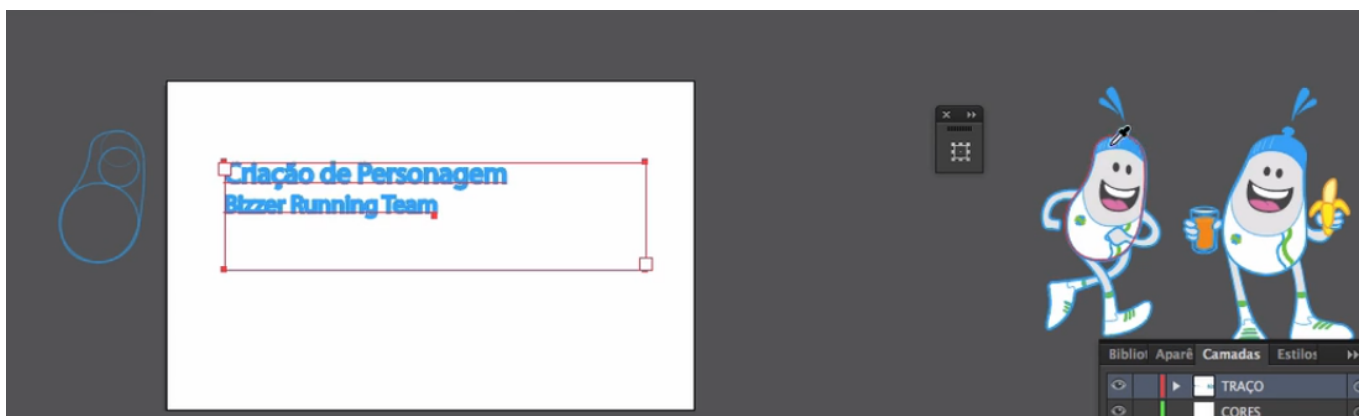 Criação de Personagem
Bizzer Running Team
Bibliot Aparê Camadas Estilos
TRAÇO
CORES